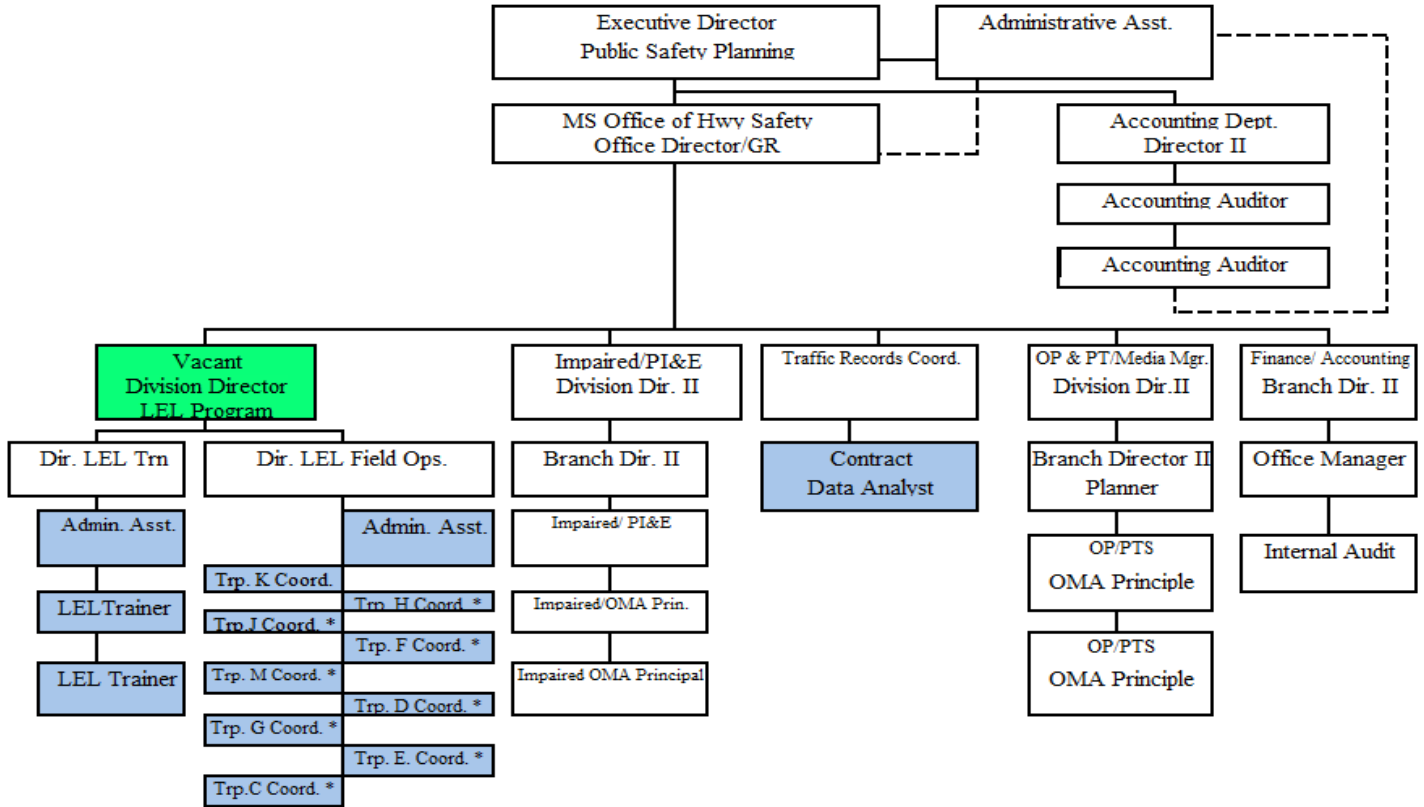 Executive Director
Public Safety Planning
Administrative Asst.
MS Office of Hwy Safety
Office Director/GR
Accounting Dept.
Director II
Accounting Auditor
Accounting Auditor
Vacant
Division Director
LEL Program
Impaired/PI&E
Division Dir. II
Traffic Records Coord.
OP & PT/Media Mgr.
Division Dir.II
Finance/ Accounting
Branch Dir. II
Dir. LEL Trn
Dir. LEL Field Ops.
Branch Dir. II
Contract
Data Analyst
Branch Director II
Planner
Office Manager
Admin. Asst.
Admin. Asst.
Impaired/ PI&E
OP/PTS
OMA Principle
Internal Audit
Trp. K Coord.
LELTrainer
Trp. H Coord. *
Impaired/OMA Prin.
Trp.J Coord. *
Trp. F Coord. *
OP/PTS
OMA Principle
LEL Trainer
Trp. M Coord. *
Impaired OMA Principal
Trp. D Coord. *
Trp. G Coord. *
Trp. E. Coord. *
Trp.C Coord. *